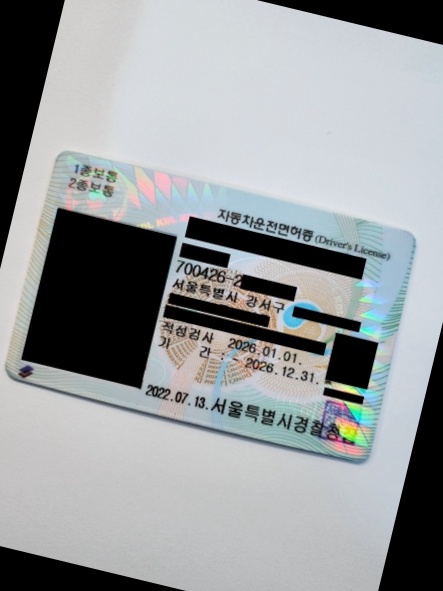 1종보통
2종보통
자동차운전면허증 (Driver's License)
700426-2
서울특별시 강서구
적성검사 2026.01.01.
기 간 : ~ 2026.12.31.
2022.07.13. 서울특별시경찰청